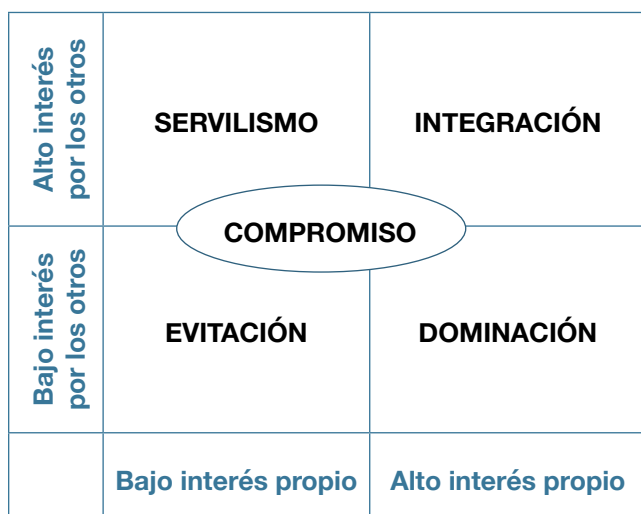 Alto interés
por los otros
SERVILISMO
INTEGRACIÓN
COMPROMISO
Bajo interés
por los otros
EVITACIÓN
DOMINACIÓN
Bajo interés propio
Alto interés propio